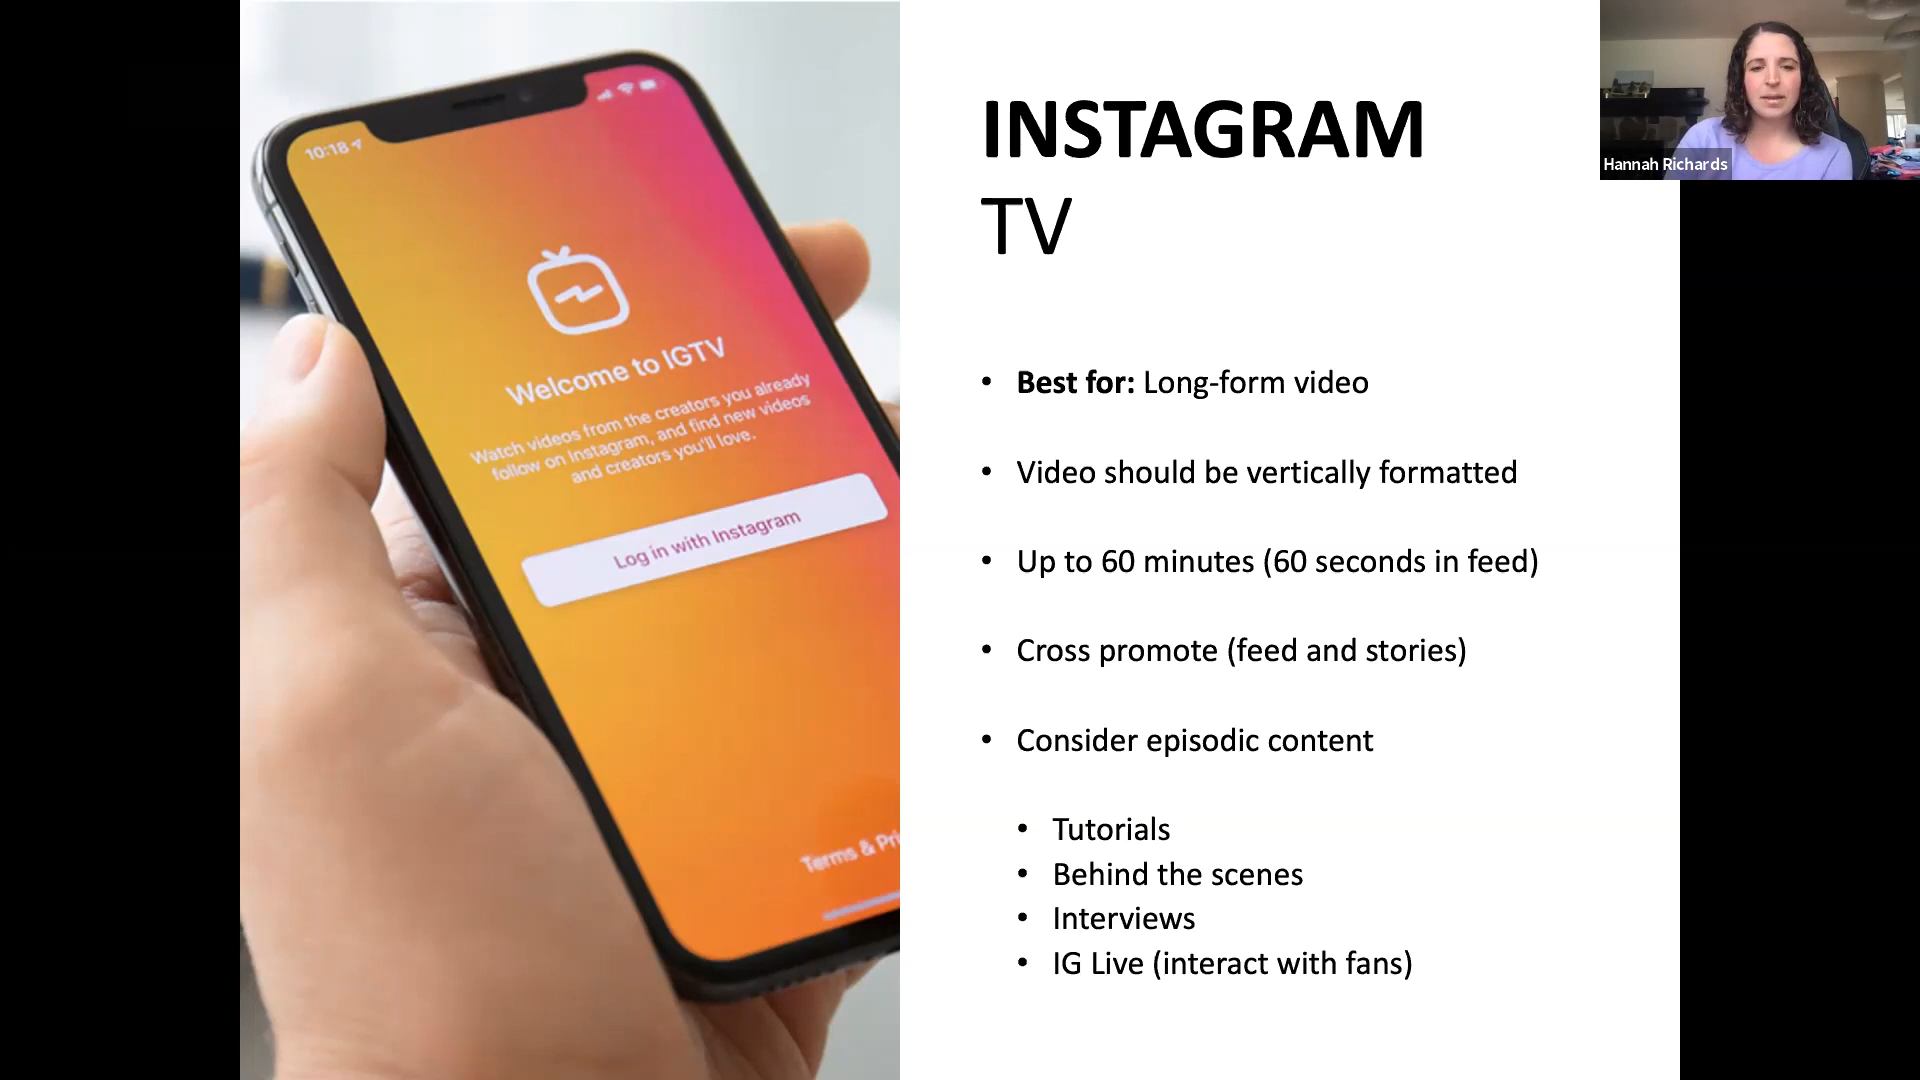 10:18
Welcome to IGTV
Watch videos from the creators you already
follow on Instagram, and find new videos
and creators you'll love.
Log in with Instagram
Terms &
INSTAGRAM
TV
• Best for: Long-form video
• Video should be vertically formatted
• Up to 60 minutes (60 seconds in feed)
• Cross promote (feed and stories)
• Consider episodic content
• Tutorials
• Behind the scenes
• Interviews
• IG Live (interact with fans)
Hannah Richards